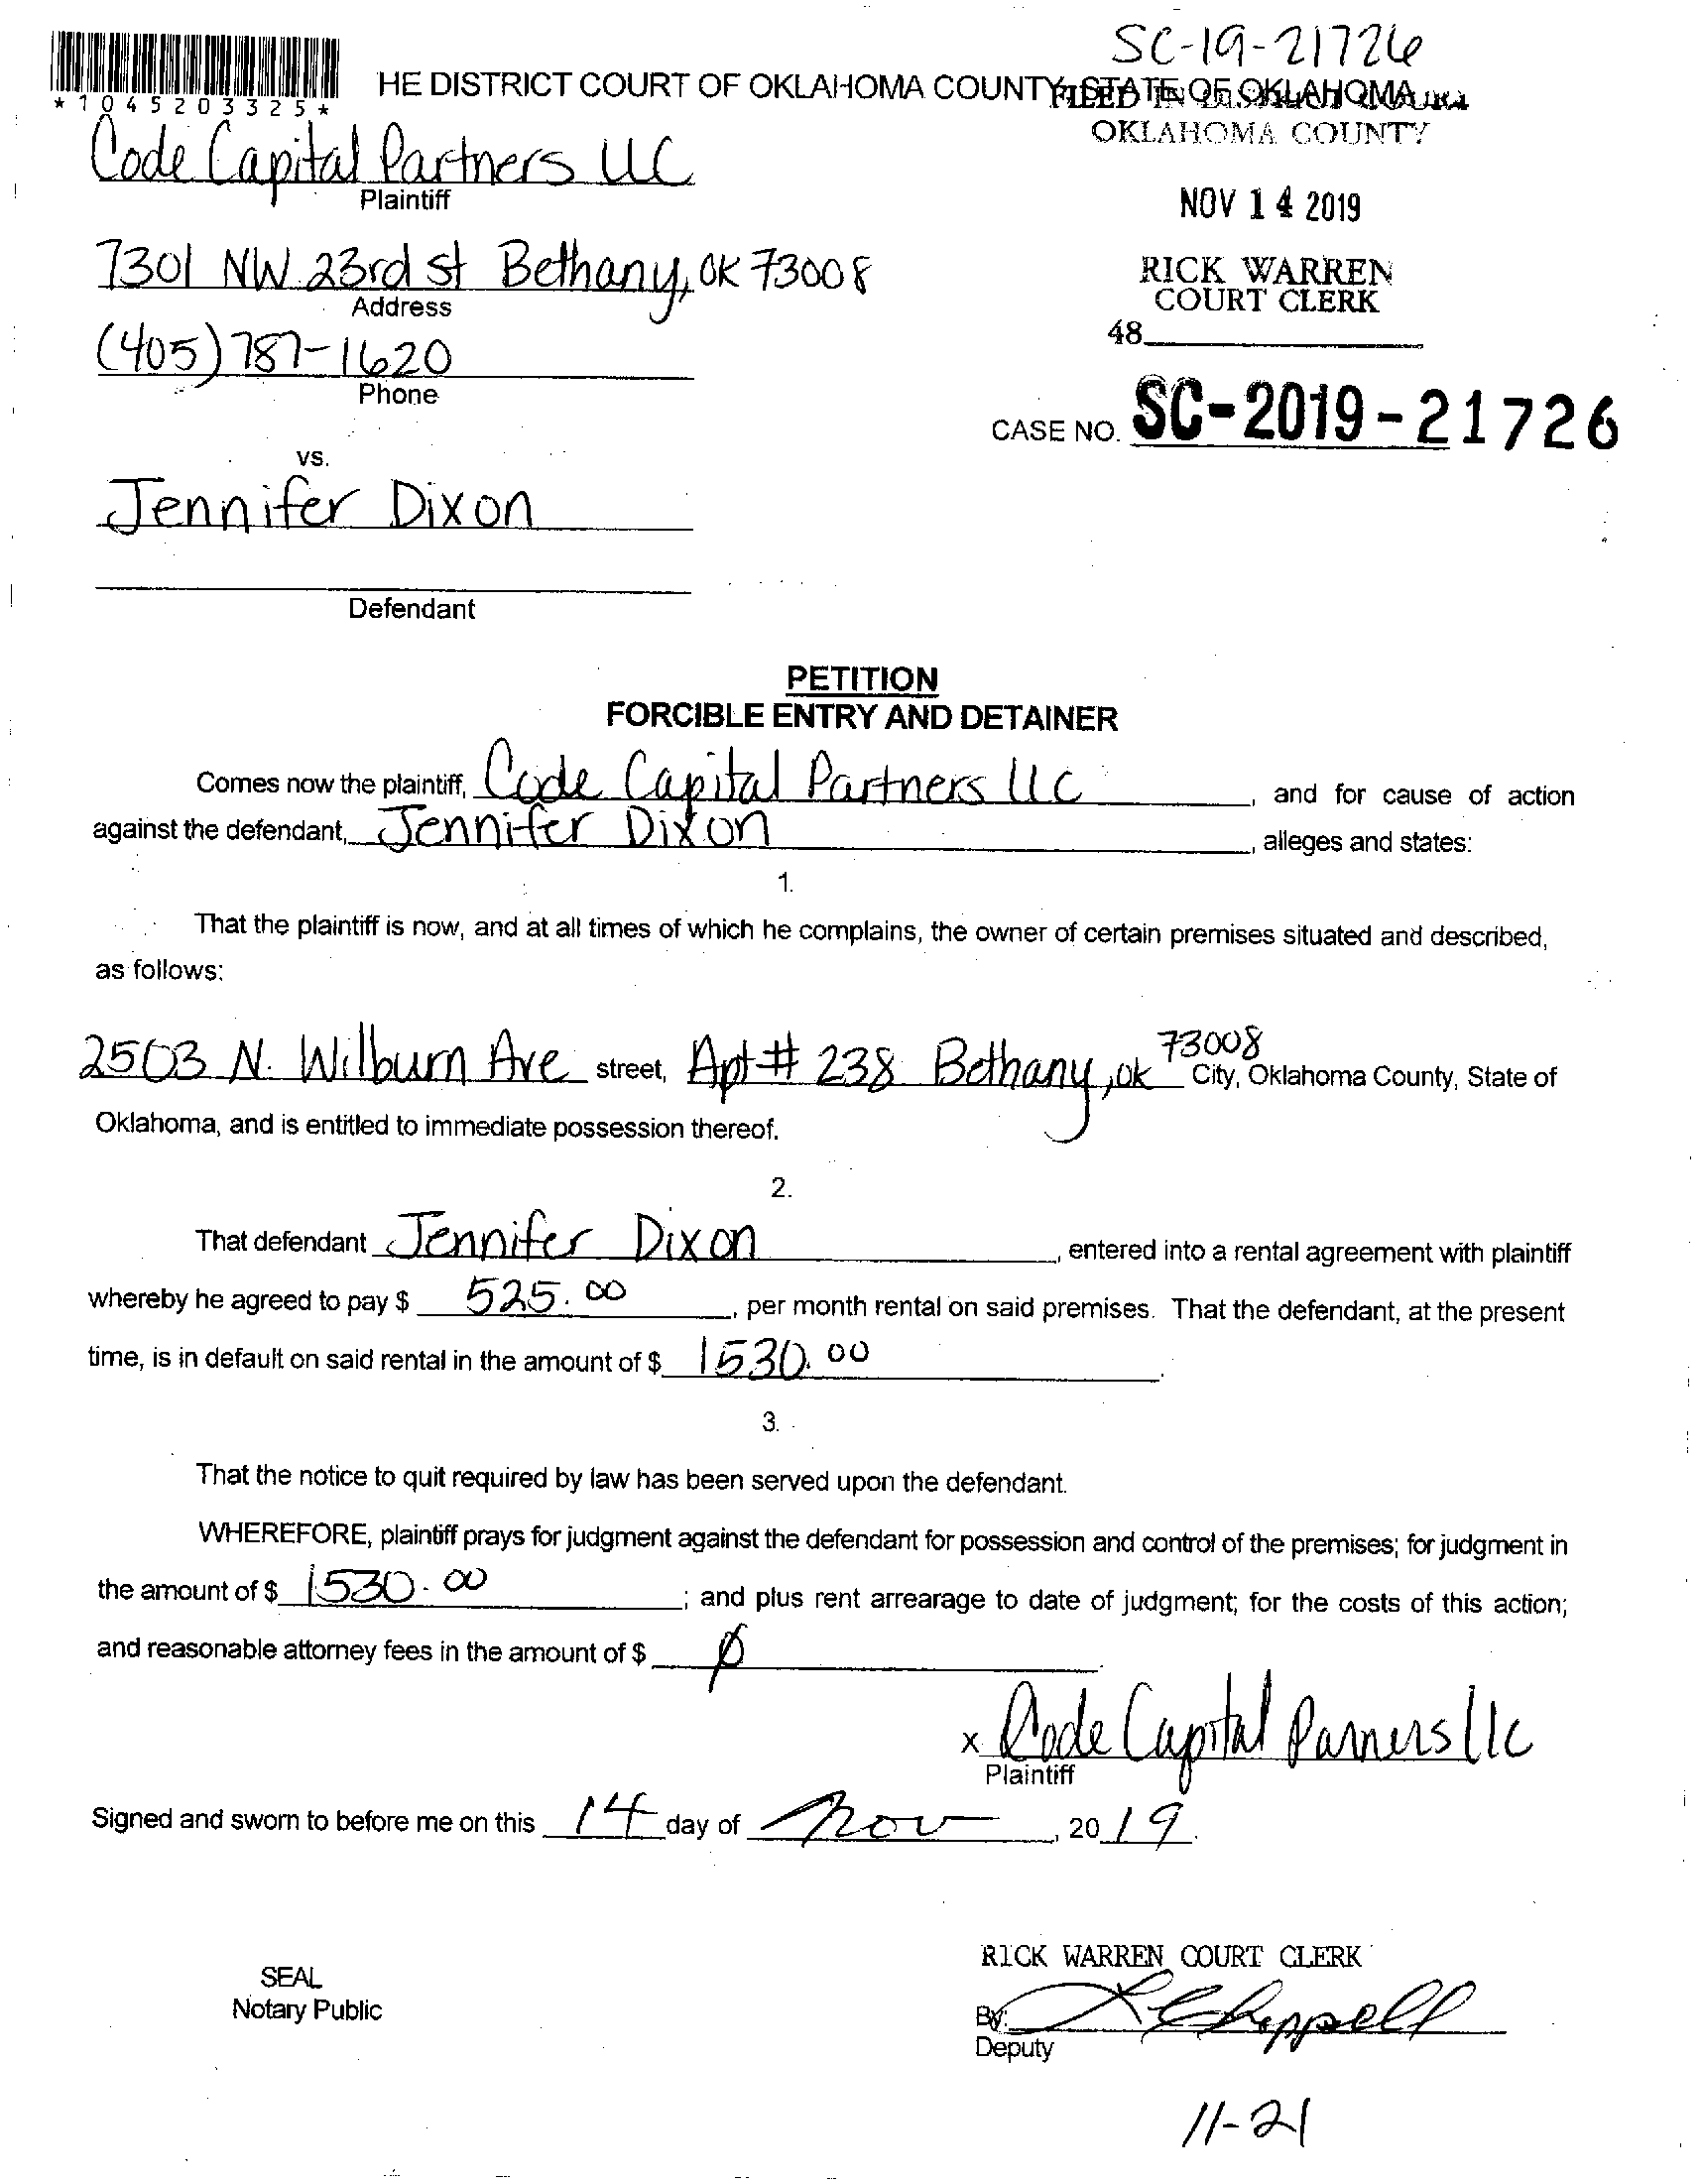 SC-19-21726
HE DISTRICT COURT OF OKLAHOMA COUNTY, STATE OF OKLAHOMA
*1045203325*
FILED IN
OKLAHOMA COUNTY
Code Capital Partners LLC
Plaintiff
NOV 14 2019
7301 NW 23rd st Bethany, OK 73008
Address
RICK WARREN
COURT CLERK
(405) 787-1620
Phone
48
CASE NO. SC-2019-21726
vs.
Jennifer Dixon
Defendant
PETITION
FORCIBLE ENTRY AND DETAINER
Comes now the plaintiff, Code Capital Partners LLC, and for cause of action
against the defendant, Jennifer Dixon, alleges and states:
1.
That the plaintiff is now, and at all times of which he complains, the owner of certain premises situated and described,
as follows:
2503 N. Wilburn Ave street, Apt # 238 Bethany, ok 73008 City, Oklahoma County, State of
Oklahoma, and is entitled to immediate possession thereof.
2.
That defendant Jennifer Dixon, entered into a rental agreement with plaintiff
whereby he agreed to pay $ 525.00, per month rental on said premises. That the defendant, at the present
time, is in default on said rental in the amount of $ 1530.00.
3.
That the notice to quit required by law has been served upon the defendant.
WHEREFORE, plaintiff prays for judgment against the defendant for possession and control of the premises; for judgment in
the amount of $ 1530.00; and plus rent arrearage to date of judgment; for the costs of this action;
and reasonable attorney fees in the amount of $ ∅.
x Code Capital Parners llc
Plaintiff
Signed and sworn to before me on this 14 day of Nov, 2019.
SEAL
Notary Public
RICK WARREN COURT CLERK
By: Chappell
Deputy
11-21